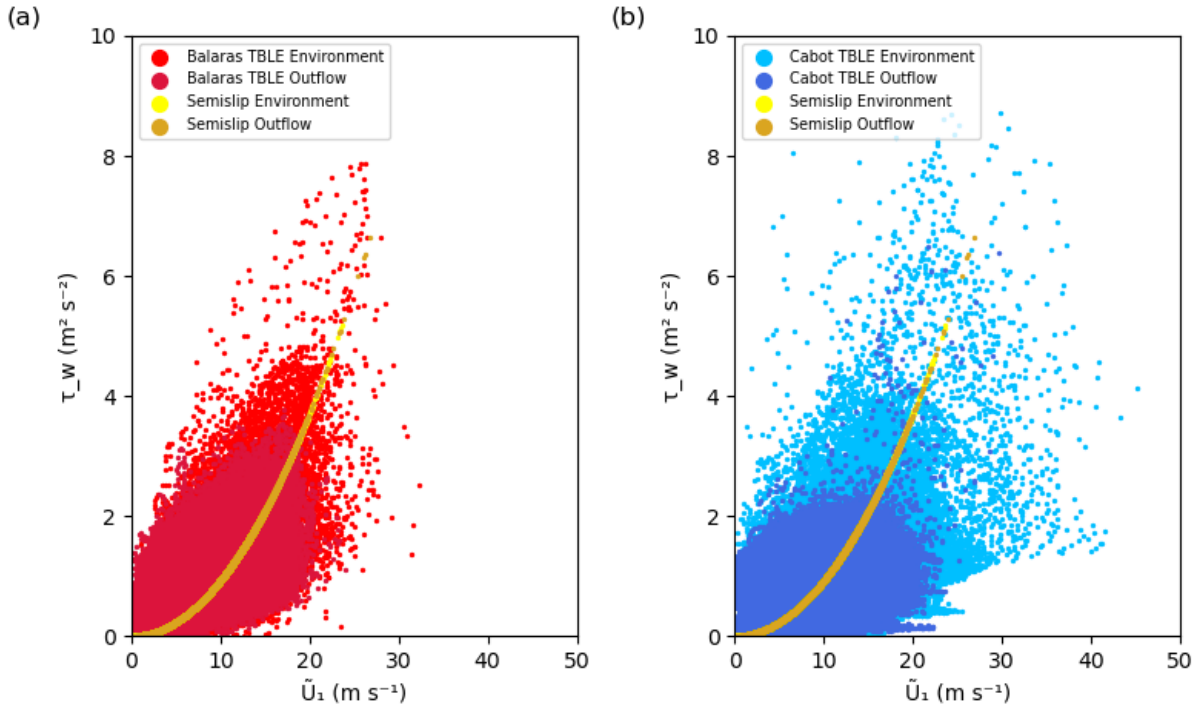 (a)
10
8
6
4
2
0
τ_w (m² s⁻²)
Balaras TBLE Environment
Balaras TBLE Outflow
Semislip Environment
Semislip Outflow
0 10 20 30 40 50
Ũ₁ (m s⁻¹)
(b)
10
8
6
4
2
0
τ_w (m² s⁻²)
Cabot TBLE Environment
Cabot TBLE Outflow
Semislip Environment
Semislip Outflow
0 10 20 30 40 50
Ũ₁ (m s⁻¹)